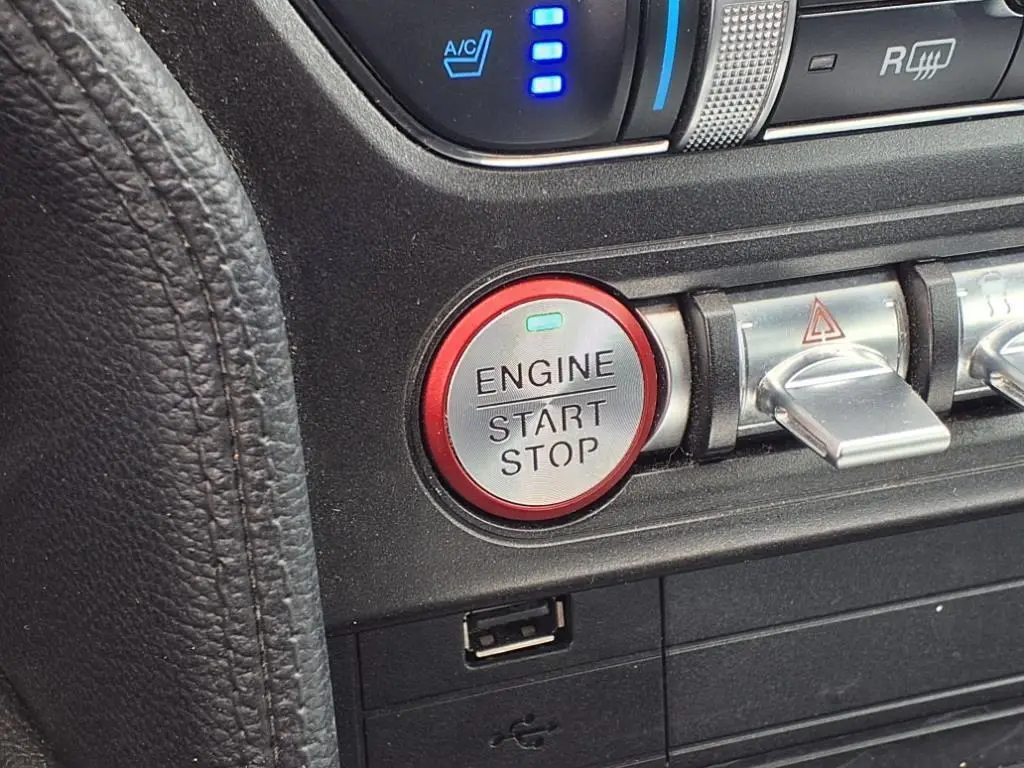 A/C
R
ENGINE
START
STOP